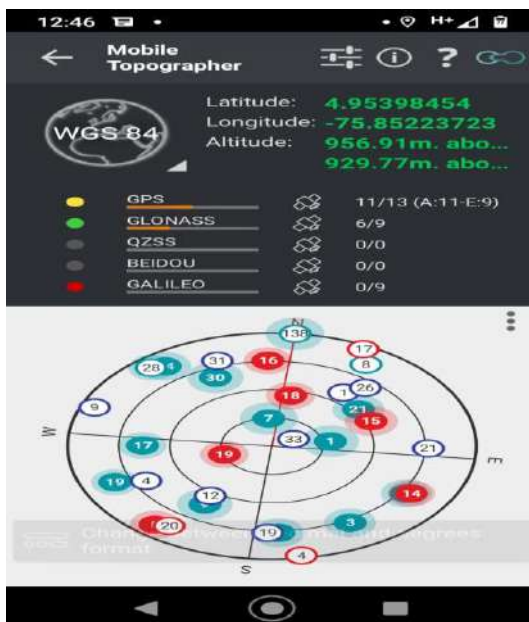 12:46 H+ 77
Mobile
Topographer
WGS 84
Latitude: 4.95398454
Longitude: -75.85223723
Altitude: 956.91m. abo...
929.77m. abo...
GPS 11/13 (A:11-E:9)
GLONASS 6/9
QZSS 0/0
BEIDOU 0/0
GALILEO 0/9
N
138
17
28
31
16
8
30
18
1
26
9
21
7
15
W
17
33
1
19
21
E
19
4
12
14
20
19
3
4
S
format